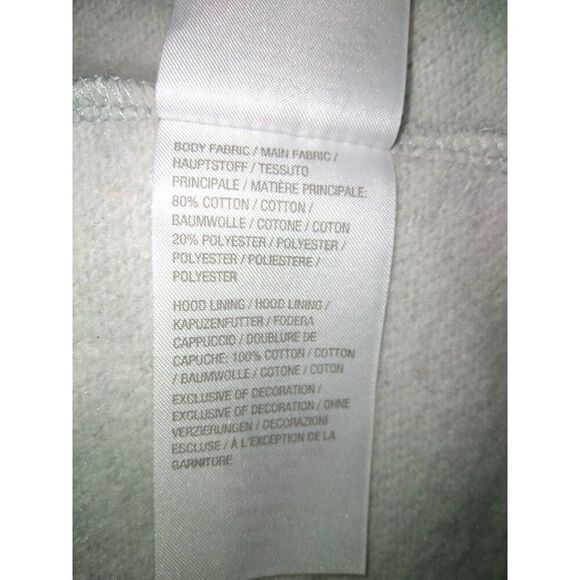 BODY FABRIC / MAIN FABRIC /
HAUPTSTOFF / TESSUTO
PRINCIPALE / MATIÈRE PRINCIPALE:
80% COTTON / COTTON /
BAUMWOLLE / COTONE / COTON
20% POLYESTER / POLYESTER /
POLYESTER / POLIESTERE /
POLYESTER
HOOD LINING / HOOD LINING /
KAPUZENFUTTER / FODERA
CAPPUCCIO / DOUBLURE DE
CAPUCHE: 100% COTTON / COTTON
/ BAUMWOLLE / COTONE / COTON
EXCLUSIVE OF DECORATION /
EXCLUSIVE OF DECORATION / OHNE
VERZIERUNGEN / DECORAZIONI
ESCLUSE / À L'EXCEPTION DE LA
GARNITURE